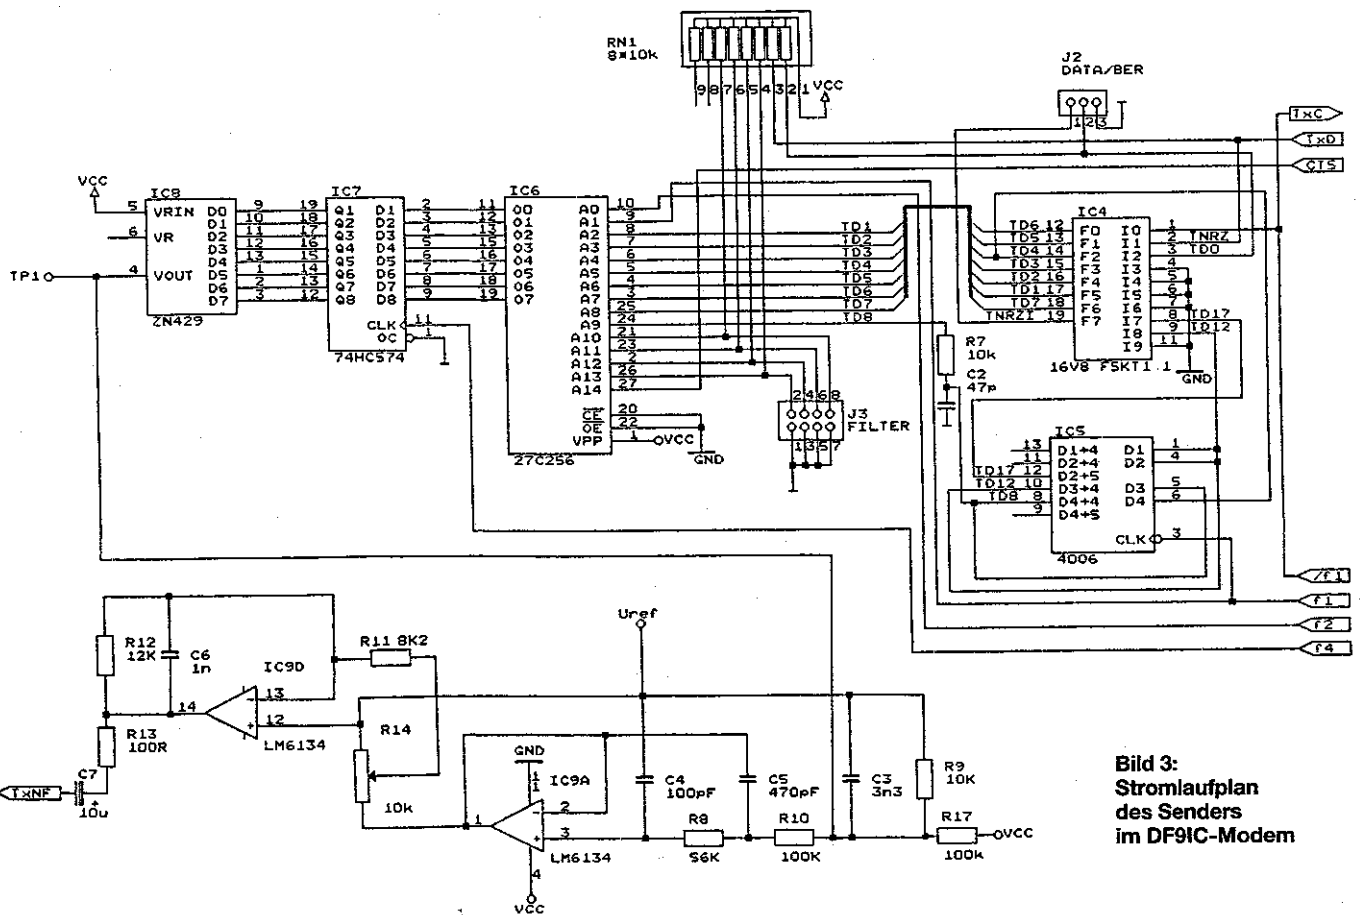 RN1
8*10k
9 8 7 6 5 4 3 2 1
VCC
J2
DATA/BER
1 2 3
TxC
TxD
CTS
VCC
IC8
5 VRIN
6 VR
4 VOUT
TP1
D0 9
D1 10
D2 11
D3 12
D4 13
D5 1
D6 2
D7 3
ZN429
IC7
19 Q1 D1 2
18 Q2 D2 3
17 Q3 D3 4
16 Q4 D4 5
15 Q5 D5 6
14 Q6 D6 7
13 Q7 D7 8
12 Q8 D8 9
CLK 11
OC 1
74HC574
IC6
11 O0 A0 10
12 O1 A1 9
13 O2 A2 8
15 O3 A3 7
16 O4 A4 6
17 O5 A5 5
18 O6 A6 4
19 O7 A7 3
A8 25
A9 24
A10 21
A11 23
A12 2
A13 26
A14 27
CE 20
OE 22
VPP 1
VCC
GND
27C256
TD1
TD2
TD3
TD4
TD5
TD6
TD7
TD8
IC4
TD6 12 F0 I0 1
TD5 13 F1 I1 2 TNRZ
TD4 14 F2 I2 3 TD0
TD3 15 F3 I3 4
TD2 16 F4 I4 5
TD1 17 F5 I5 6
TD7 18 F6 I6 7
TNRZI 19 F7 I7 8 TD17
I8 9 TD12
I9 11
16V8 FSKT1.1
GND
R7
10k
C2
47p
2 4 6 8
J3
FILTER
1 3 5 7
IC5
13 D1+4 D1 1
11 D2+4 D2 4
TD17 12 D2+5
TD12 10 D3+4 D3 5
TD8 8 D4+4 D4 6
9 D4+5
CLK 3
4006
/f1
f1
f2
f4
Uref
R12
12K
C6
1n
R11 8K2
IC9D
14
13
12
LM6134
R13
100R
C7
10u
TxNF
R14
10k
GND
11
IC9A
1
2
3
4
LM6134
VCC
C4
100pF
C5
470pF
C3
3n3
R9
10K
R8
56K
R10
100K
R17
100k
VCC
Bild 3:
Stromlaufplan
des Senders
im DF9IC-Modem